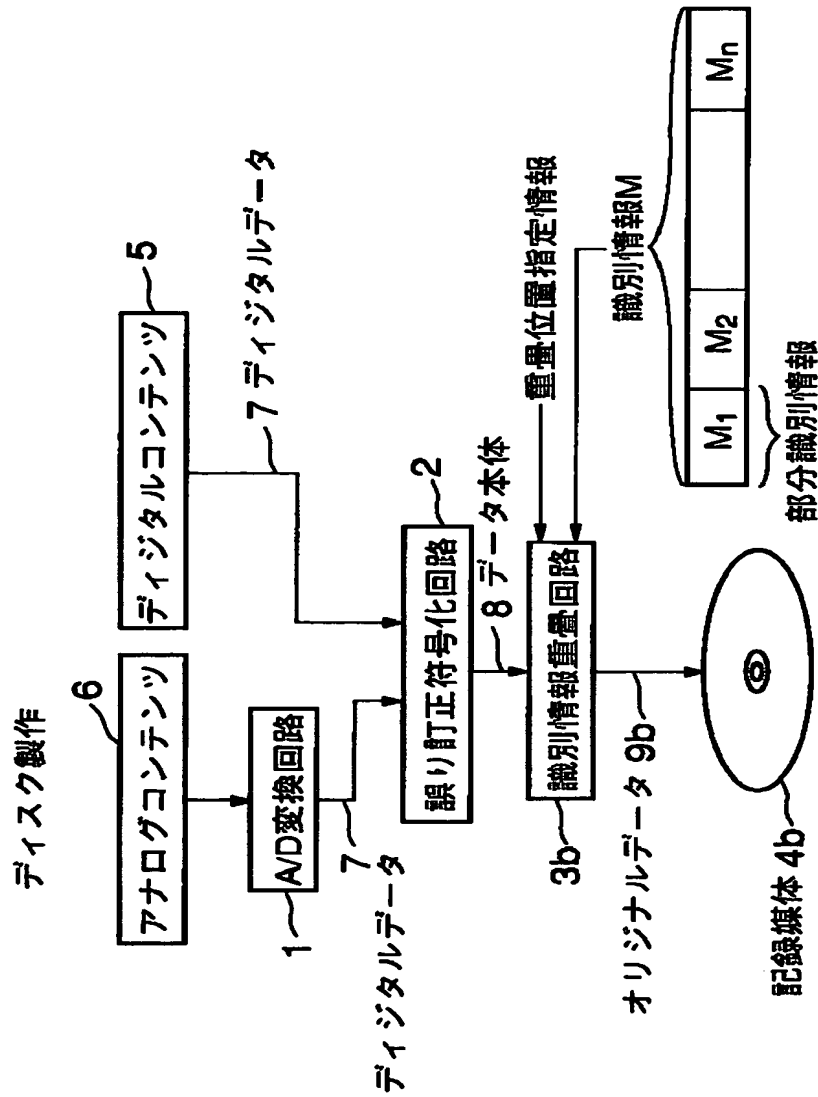 ディスク製作
6
アナログコンテンツ
5
ディジタルコンテンツ
1
A/D変換回路
7
ディジタルデータ
7 ディジタルデータ
2
誤り訂正符号化回路
8 データ本体
重畳位置指定情報
3b
識別情報重畳回路
識別情報M
M1
M2
Mn
部分識別情報
オリジナルデータ 9b
記録媒体 4b